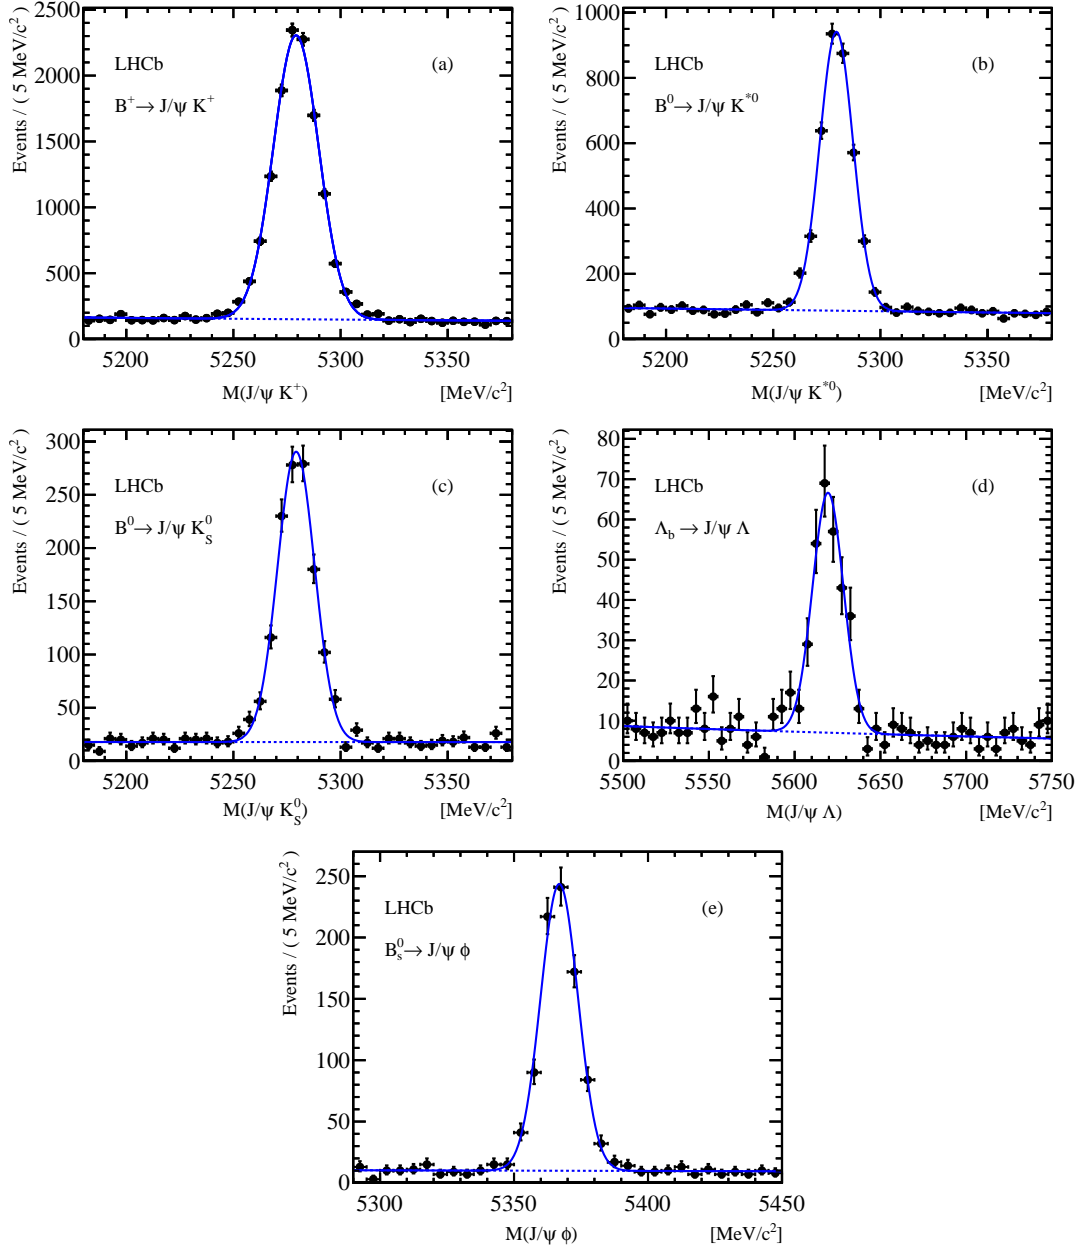 Events / ( 5 MeV/c²)
2500
2000
1500
1000
500
0
LHCb
(a)
B⁺ → J/ψ K⁺
5200 5250 5300 5350
M(J/ψ K⁺) [MeV/c²]
Events / ( 5 MeV/c²)
1000
800
600
400
200
0
LHCb
(b)
B⁰ → J/ψ K*⁰
5200 5250 5300 5350
M(J/ψ K*⁰) [MeV/c²]
Events / ( 5 MeV/c²)
300
250
200
150
100
50
0
LHCb
(c)
B⁰ → J/ψ K_S⁰
5200 5250 5300 5350
M(J/ψ K_S⁰) [MeV/c²]
Events / ( 5 MeV/c²)
80
70
60
50
40
30
20
10
0
LHCb
(d)
Λ_b → J/ψ Λ
5500 5550 5600 5650 5700 5750
M(J/ψ Λ) [MeV/c²]
Events / ( 5 MeV/c²)
250
200
150
100
50
0
LHCb
(e)
B_s⁰ → J/ψ ϕ
5300 5350 5400 5450
M(J/ψ ϕ) [MeV/c²]